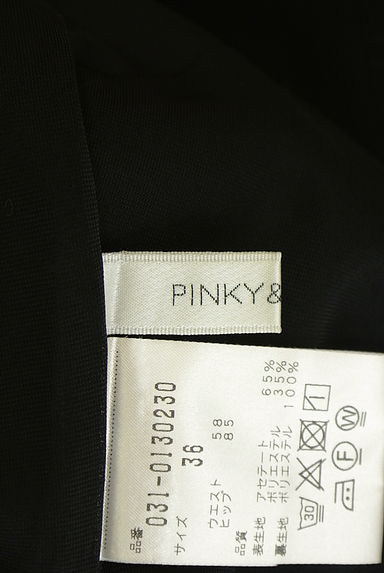 PINKY&
品番 031-0130230
サイズ 36
ウエスト 58
ヒップ 85
品質
表生地 アセテート 65%
ポリエステル 35%
裏生地 ポリエステル 100%
30
F
W